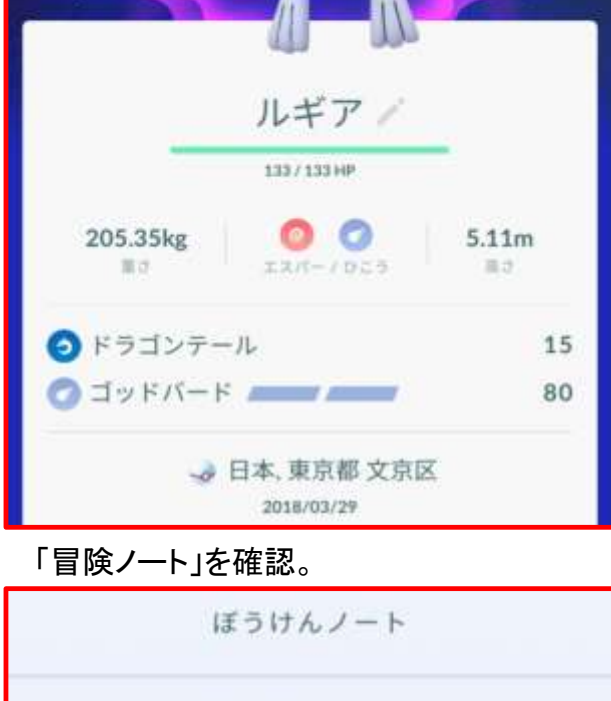 ルギア
133 / 133 HP
205.35kg
重さ
エスパー / ひこう
5.11m
高さ
ドラゴンテール 15
ゴッドバード 80
日本, 東京都 文京区
2018/03/29
「冒険ノート」を確認。
ぼうけんノート